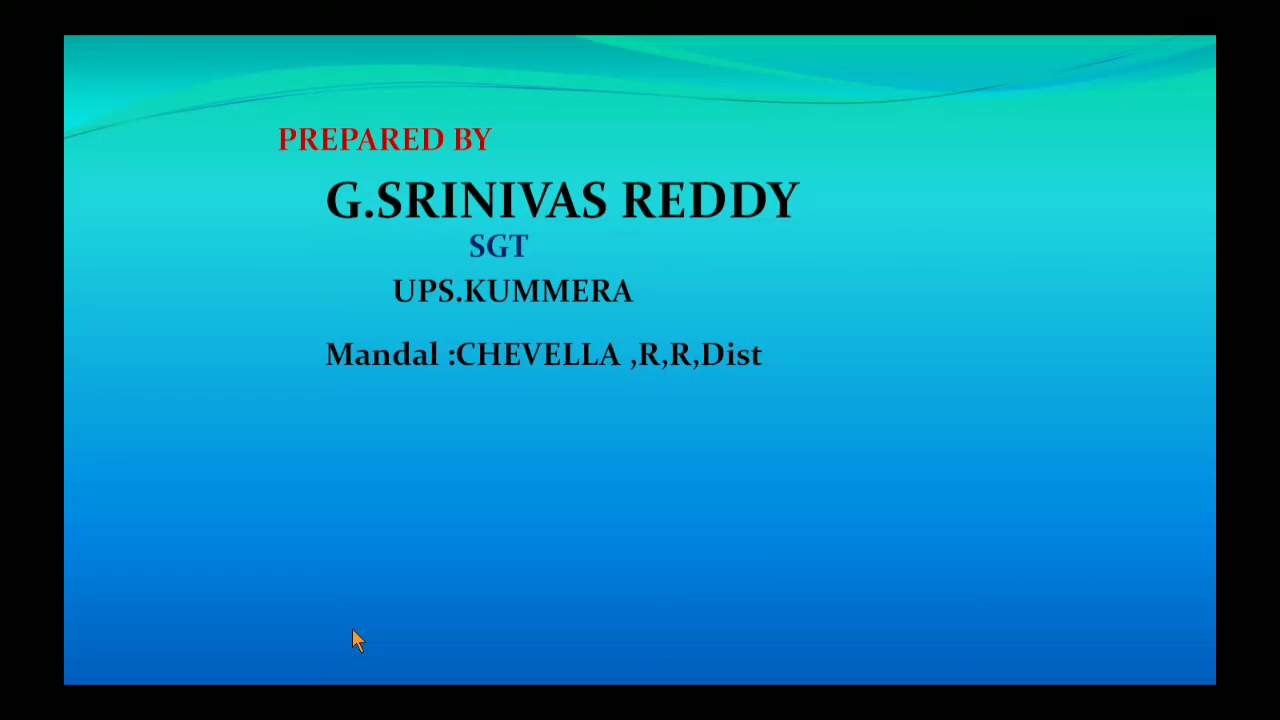 PREPARED BY
G.SRINIVAS REDDY
SGT
UPS.KUMMERA
Mandal :CHEVELLA ,R,R,Dist